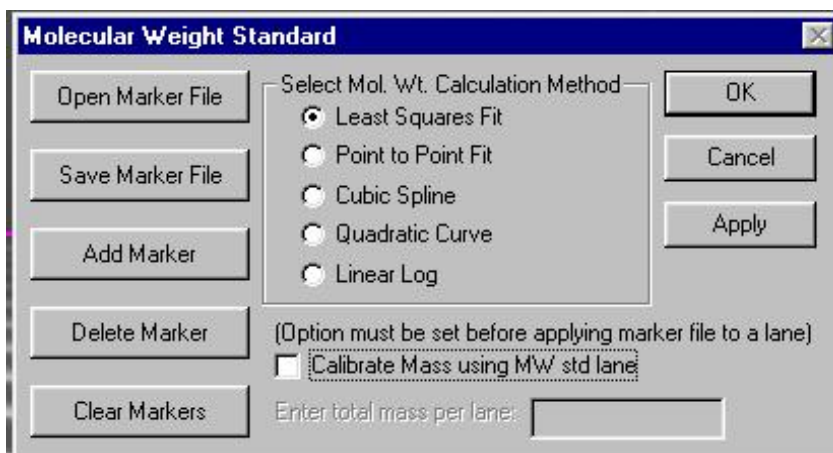 Molecular Weight Standard
Open Marker File
Save Marker File
Add Marker
Delete Marker
Clear Markers
Select Mol. Wt. Calculation Method
Least Squares Fit
Point to Point Fit
Cubic Spline
Quadratic Curve
Linear Log
OK
Cancel
Apply
(Option must be set before applying marker file to a lane)
Calibrate Mass using MW std lane
Enter total mass per lane: